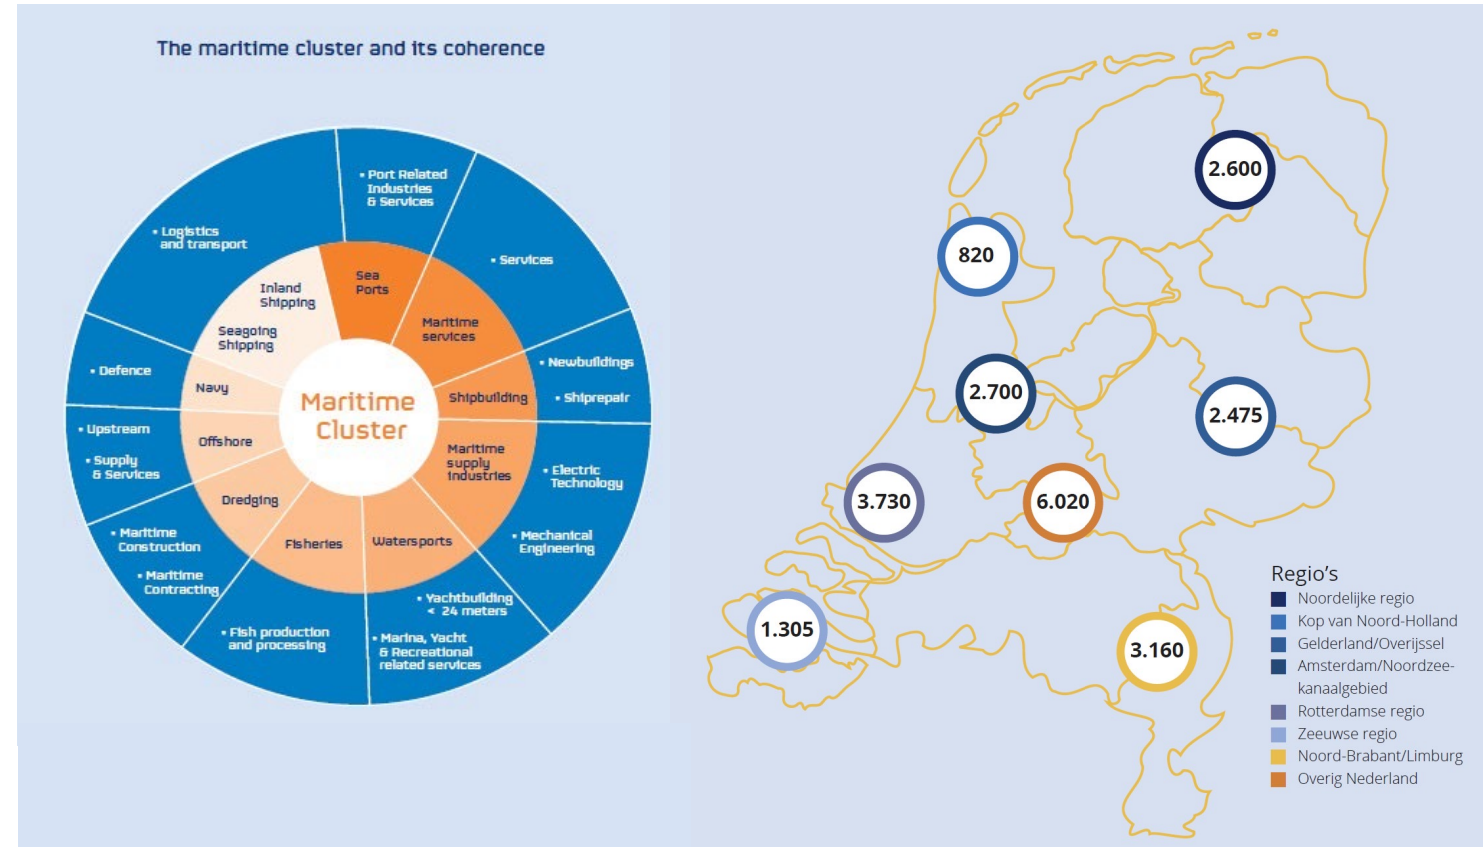 The maritime cluster and its coherence
• Port Related
Industries
& Services
• Logistics
and transport
• Services
Sea
Ports
Inland
Shipping
Seagoing
Shipping
Maritime
services
• Newbuildings
• Shiprepair
• Defence
Navy
Shipbuilding
Maritime
Cluster
• Upstream
• Supply
& Services
Offshore
Maritime
supply
industries
• Electric
Technology
Dredging
• Mechanical
Engineering
• Maritime
Construction
• Maritime
Contracting
Fisheries
Watersports
• Yachtbuilding
< 24 meters
• Fish production
and processing
• Marina, Yacht
& Recreational
related services
2.600
820
2.700
2.475
3.730
6.020
1.305
3.160
Regio’s
Noordelijke regio
Kop van Noord-Holland
Gelderland/Overijssel
Amsterdam/Noordzee-
kanaalgebied
Rotterdamse regio
Zeeuwse regio
Noord-Brabant/Limburg
Overig Nederland